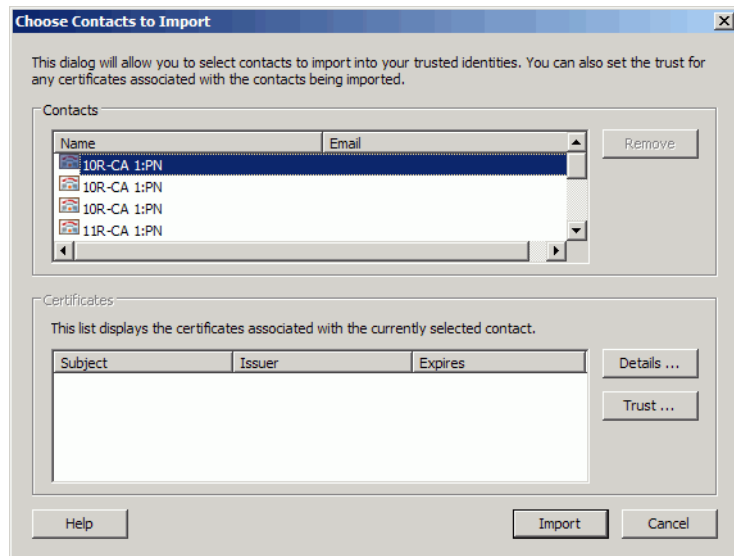 Choose Contacts to Import
This dialog will allow you to select contacts to import into your trusted identities. You can also set the trust for
any certificates associated with the contacts being imported.
Contacts
Name Email
Remove
10R-CA 1:PN
10R-CA 1:PN
10R-CA 1:PN
11R-CA 1:PN
Certificates
This list displays the certificates associated with the currently selected contact.
Subject Issuer Expires
Details ...
Trust ...
Help Import Cancel